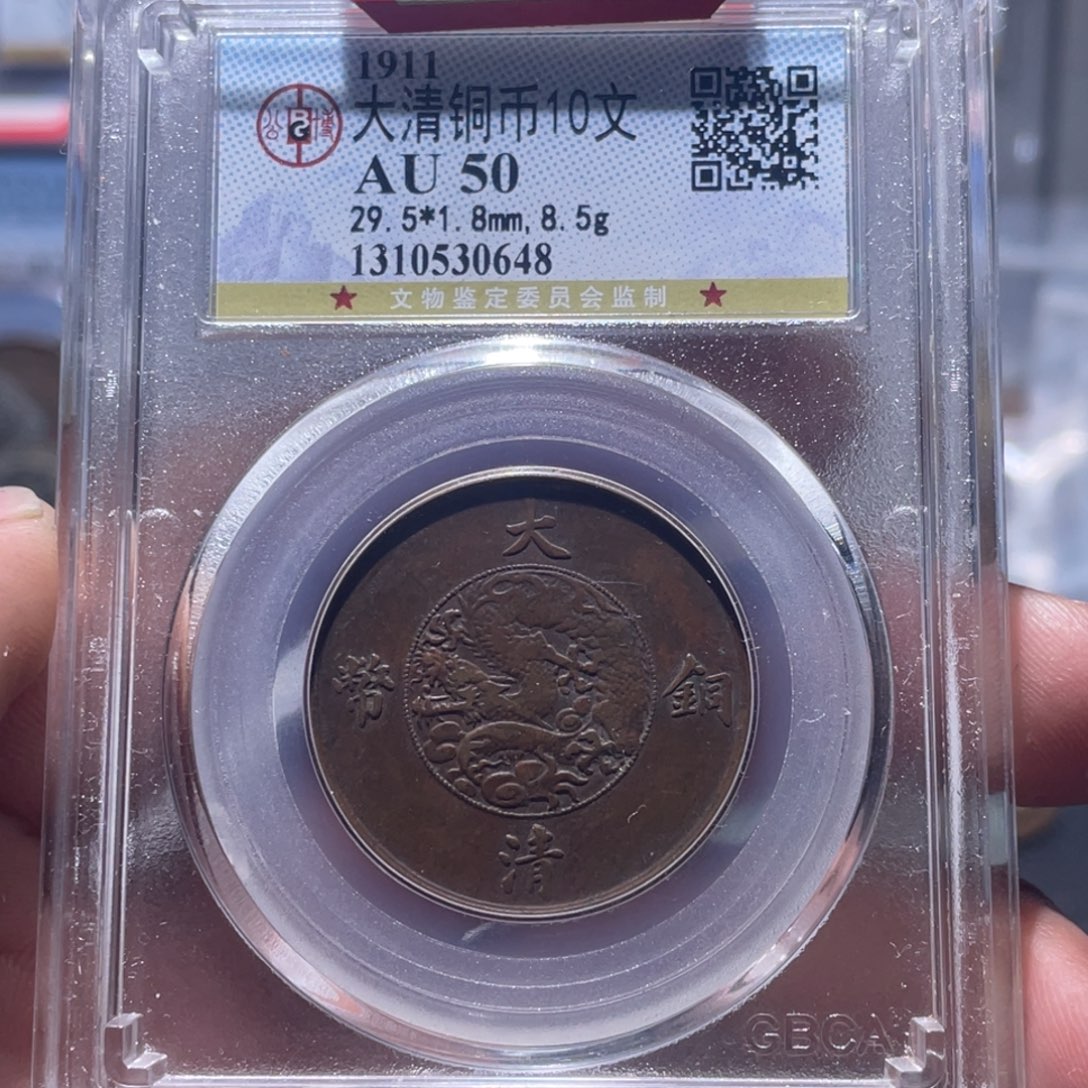 1911
大清铜币10文
AU 50
29.5*1.8mm,8.5g
1310530648
★ 文物鉴定委员会监制 ★
大
幣 銅
清
GBCA